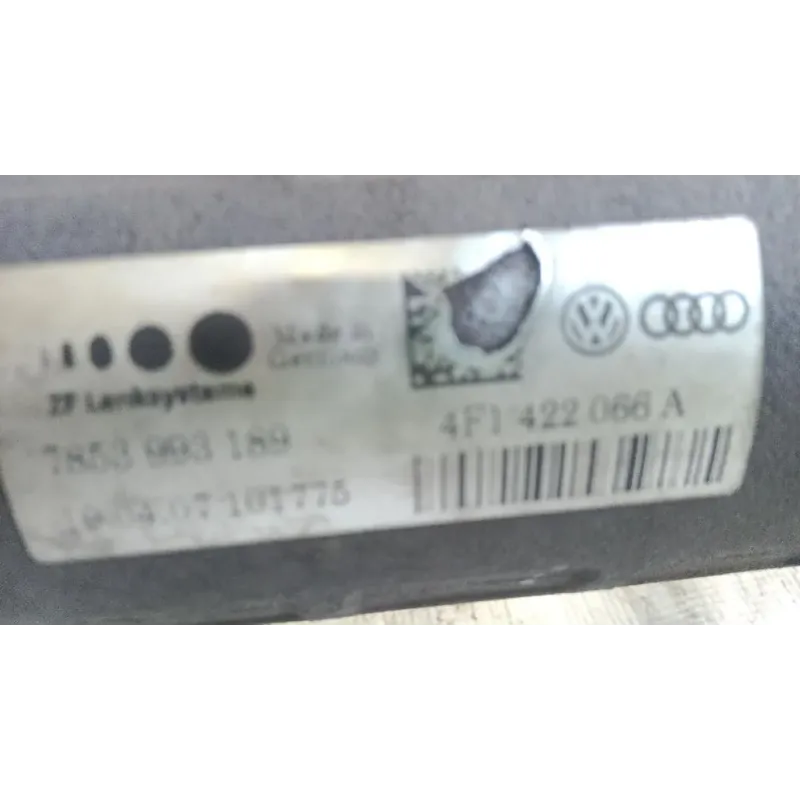 Made in
Germany
ZF Lenksysteme
7853 993 189
4F1 422 066 A